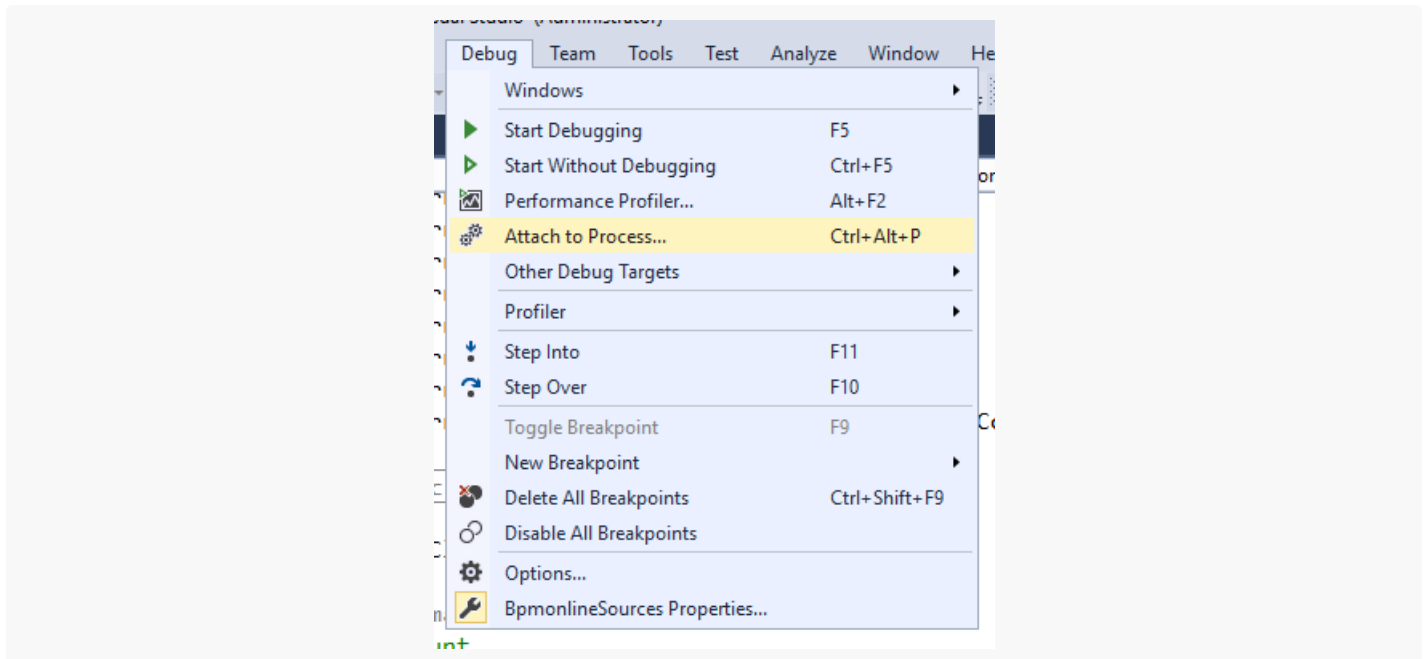 (Administrator)
Debug Team Tools Test Analyze Window He
Windows
Start Debugging F5
Start Without Debugging Ctrl+F5
Performance Profiler... Alt+F2
Attach to Process... Ctrl+Alt+P
Other Debug Targets
Profiler
Step Into F11
Step Over F10
Toggle Breakpoint F9
New Breakpoint
Delete All Breakpoints Ctrl+Shift+F9
Disable All Breakpoints
Options...
BpmonlineSources Properties...